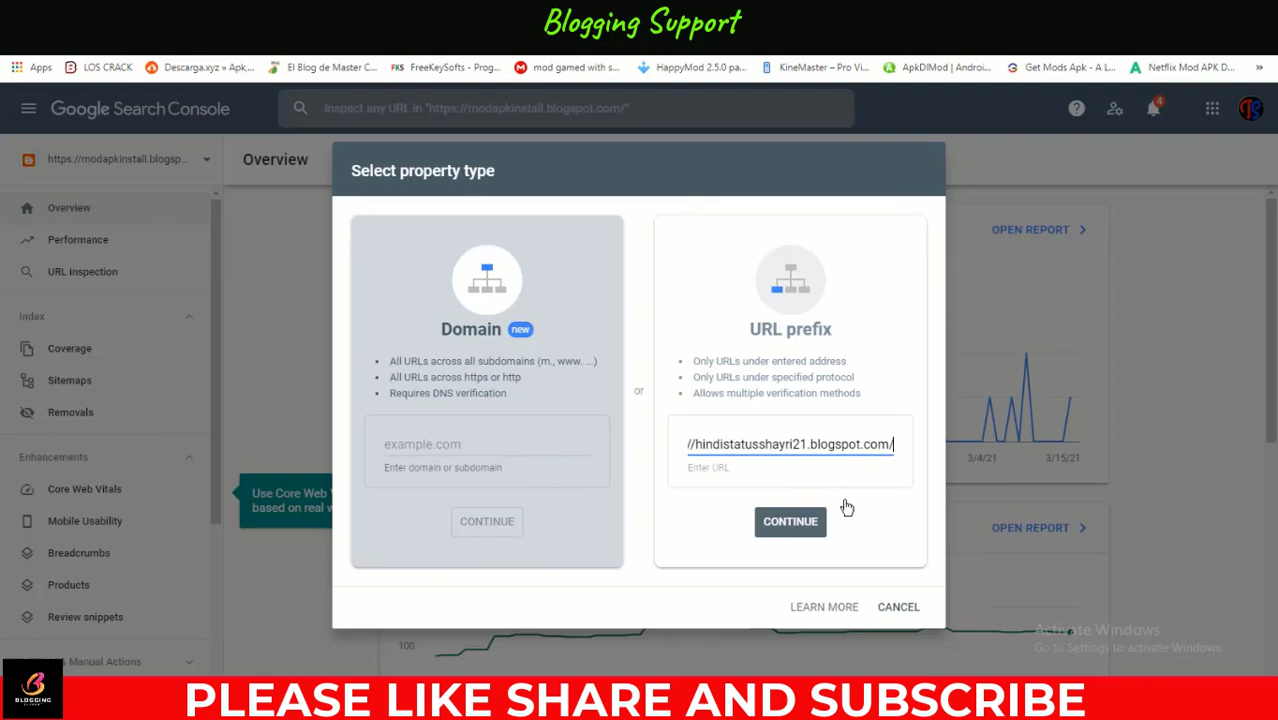 Blogging Support
Apps
LOS CRACK
Descarga.xyz » Apk,...
El Blog de Master C...
FKS FreeKeySofts - Prog...
mod gamed with s...
HappyMod 2.5.0 pa...
KineMaster – Pro Vi...
ApkDlMod | Androi...
Get Mods Apk - A L...
Netflix Mod APK D...
»
Google Search Console
Inspect any URL in "https://modapkinstall.blogspot.com/"
4
https://modapkinstall.blogsp...
Overview
Select property type
Overview
Performance
URL inspection
Index
Coverage
Sitemaps
Removals
Enhancements
Core Web Vitals
Mobile Usability
Breadcrumbs
Products
Review snippets
& Manual Actions
Use Core Web V
based on real w
Domain new
• All URLs across all subdomains (m., www. ...)
• All URLs across https or http
• Requires DNS verification
example.com
Enter domain or subdomain
CONTINUE
or
URL prefix
• Only URLs under entered address
• Only URLs under specified protocol
• Allows multiple verification methods
//hindistatusshayri21.blogspot.com/
Enter URL
CONTINUE
LEARN MORE
CANCEL
OPEN REPORT
3/4/21
3/15/21
OPEN REPORT
100
Activate Windows
Go to Settings to activate Windows.
BLOGGING
PLEASE LIKE SHARE AND SUBSCRIBE